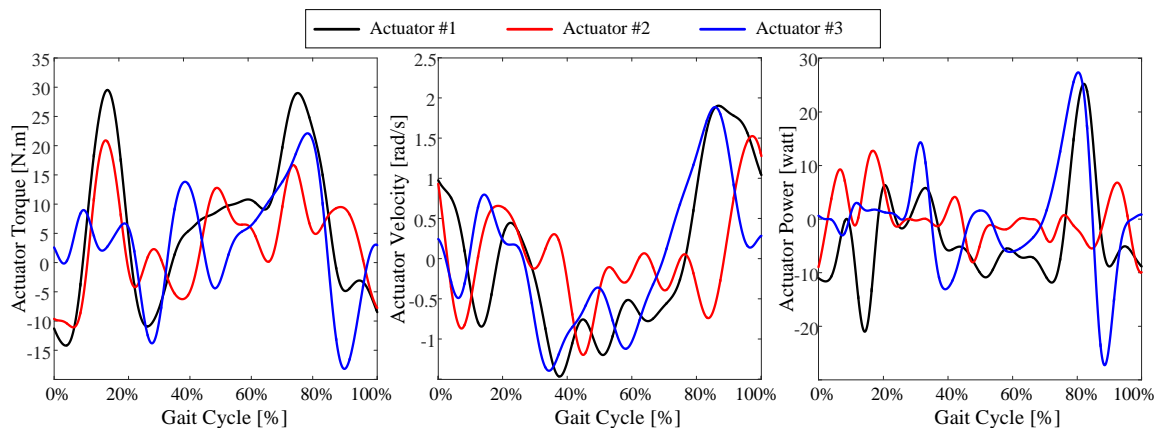 Actuator #1 Actuator #2 Actuator #3
Actuator Torque [N.m]
35
30
25
20
15
10
5
0
-5
-10
-15
0% 20% 40% 60% 80% 100%
Gait Cycle [%]
Actuator Velocity [rad/s]
2.5
2
1.5
1
0.5
0
-0.5
-1
0% 20% 40% 60% 80% 100%
Gait Cycle [%]
Actuator Power [watt]
30
20
10
0
-10
-20
0% 20% 40% 60% 80% 100%
Gait Cycle [%]